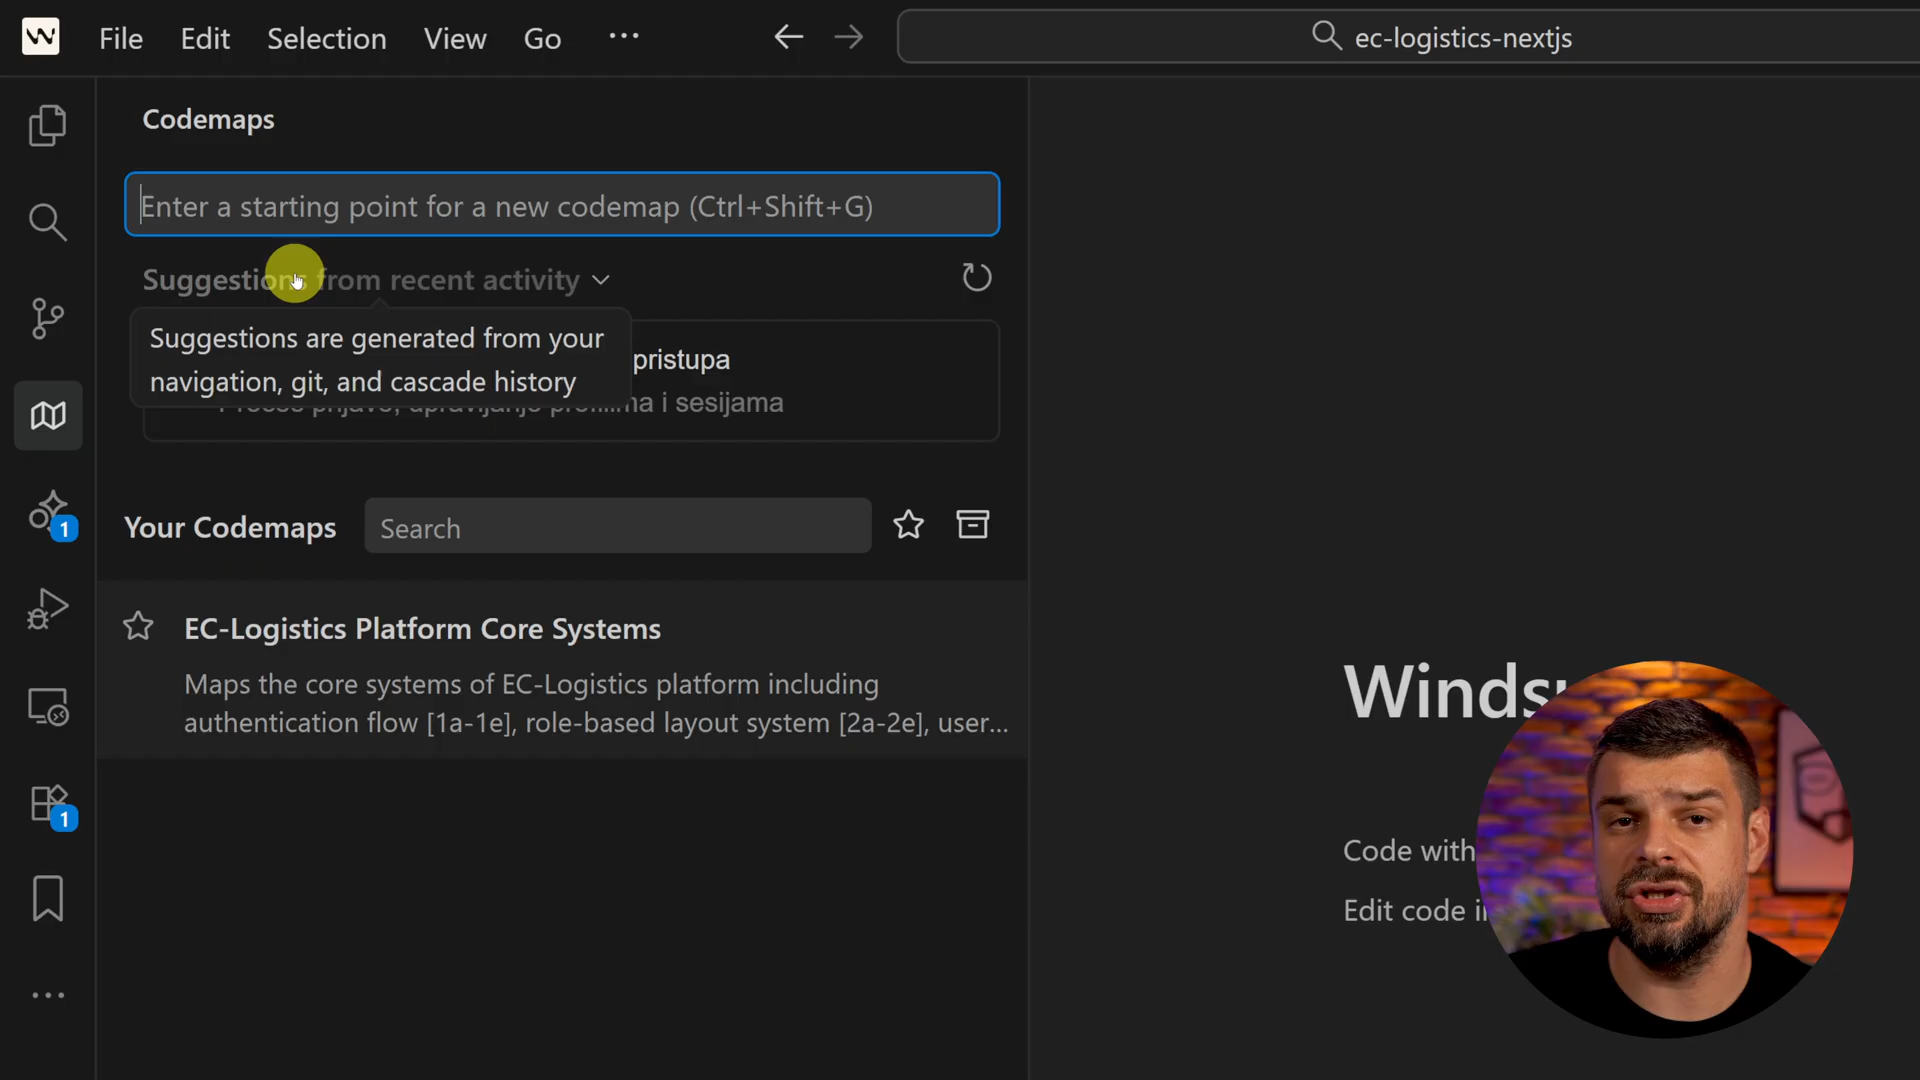 File Edit Selection View Go ...
ec-logistics-nextjs
Codemaps
Enter a starting point for a new codemap (Ctrl+Shift+G)
Suggestions from recent activity
Suggestions are generated from your
navigation, git, and cascade history
pristupa
i sesijama
Your Codemaps
Search
1
EC-Logistics Platform Core Systems
Maps the core systems of EC-Logistics platform including
authentication flow [1a-1e], role-based layout system [2a-2e], user...
1
Code with
Edit code